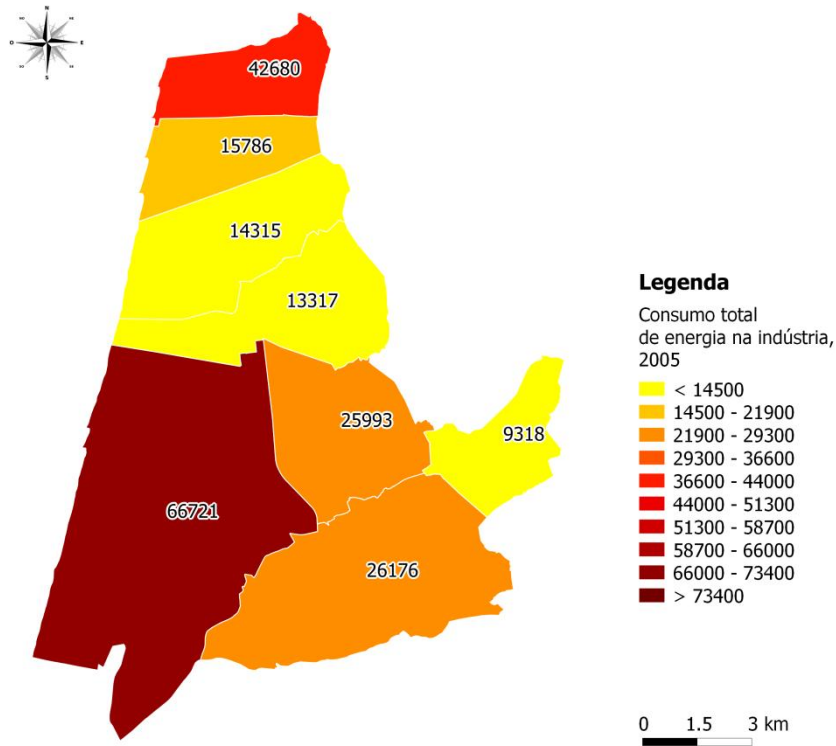 N
O
E
S
42680
15786
14315
13317
25993
9318
66721
26176
Legenda
Consumo total
de energia na indústria,
2005
< 14500
14500 - 21900
21900 - 29300
29300 - 36600
36600 - 44000
44000 - 51300
51300 - 58700
58700 - 66000
66000 - 73400
> 73400
0 1.5 3 km